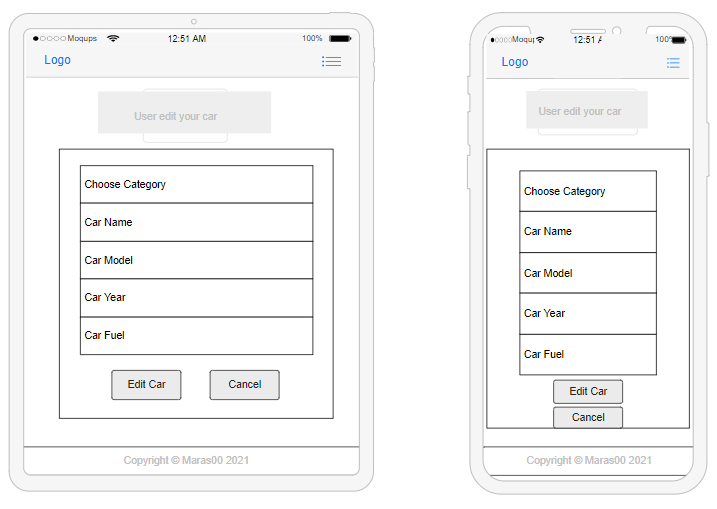 Moqups 12:51 AM 100%
Logo
User edit your car
Choose Category
Car Name
Car Model
Car Year
Car Fuel
Edit Car Cancel
Copyright © Maras00 2021
Moqup 12:51 100%
Logo
User edit your car
Choose Category
Car Name
Car Model
Car Year
Car Fuel
Edit Car
Cancel
Copyright © Maras00 2021